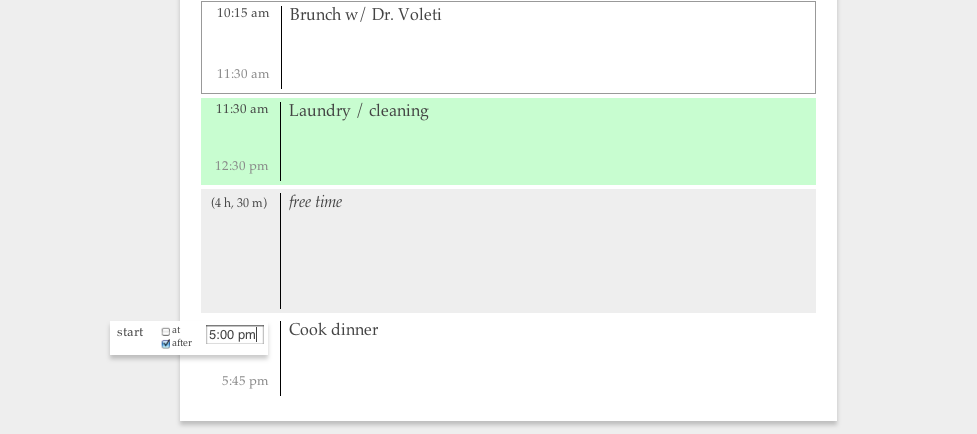 10:15 am Brunch w/ Dr. Voleti
11:30 am
11:30 am Laundry / cleaning
12:30 pm
(4 h, 30 m) free time
start at after 5:00 pm Cook dinner
5:45 pm